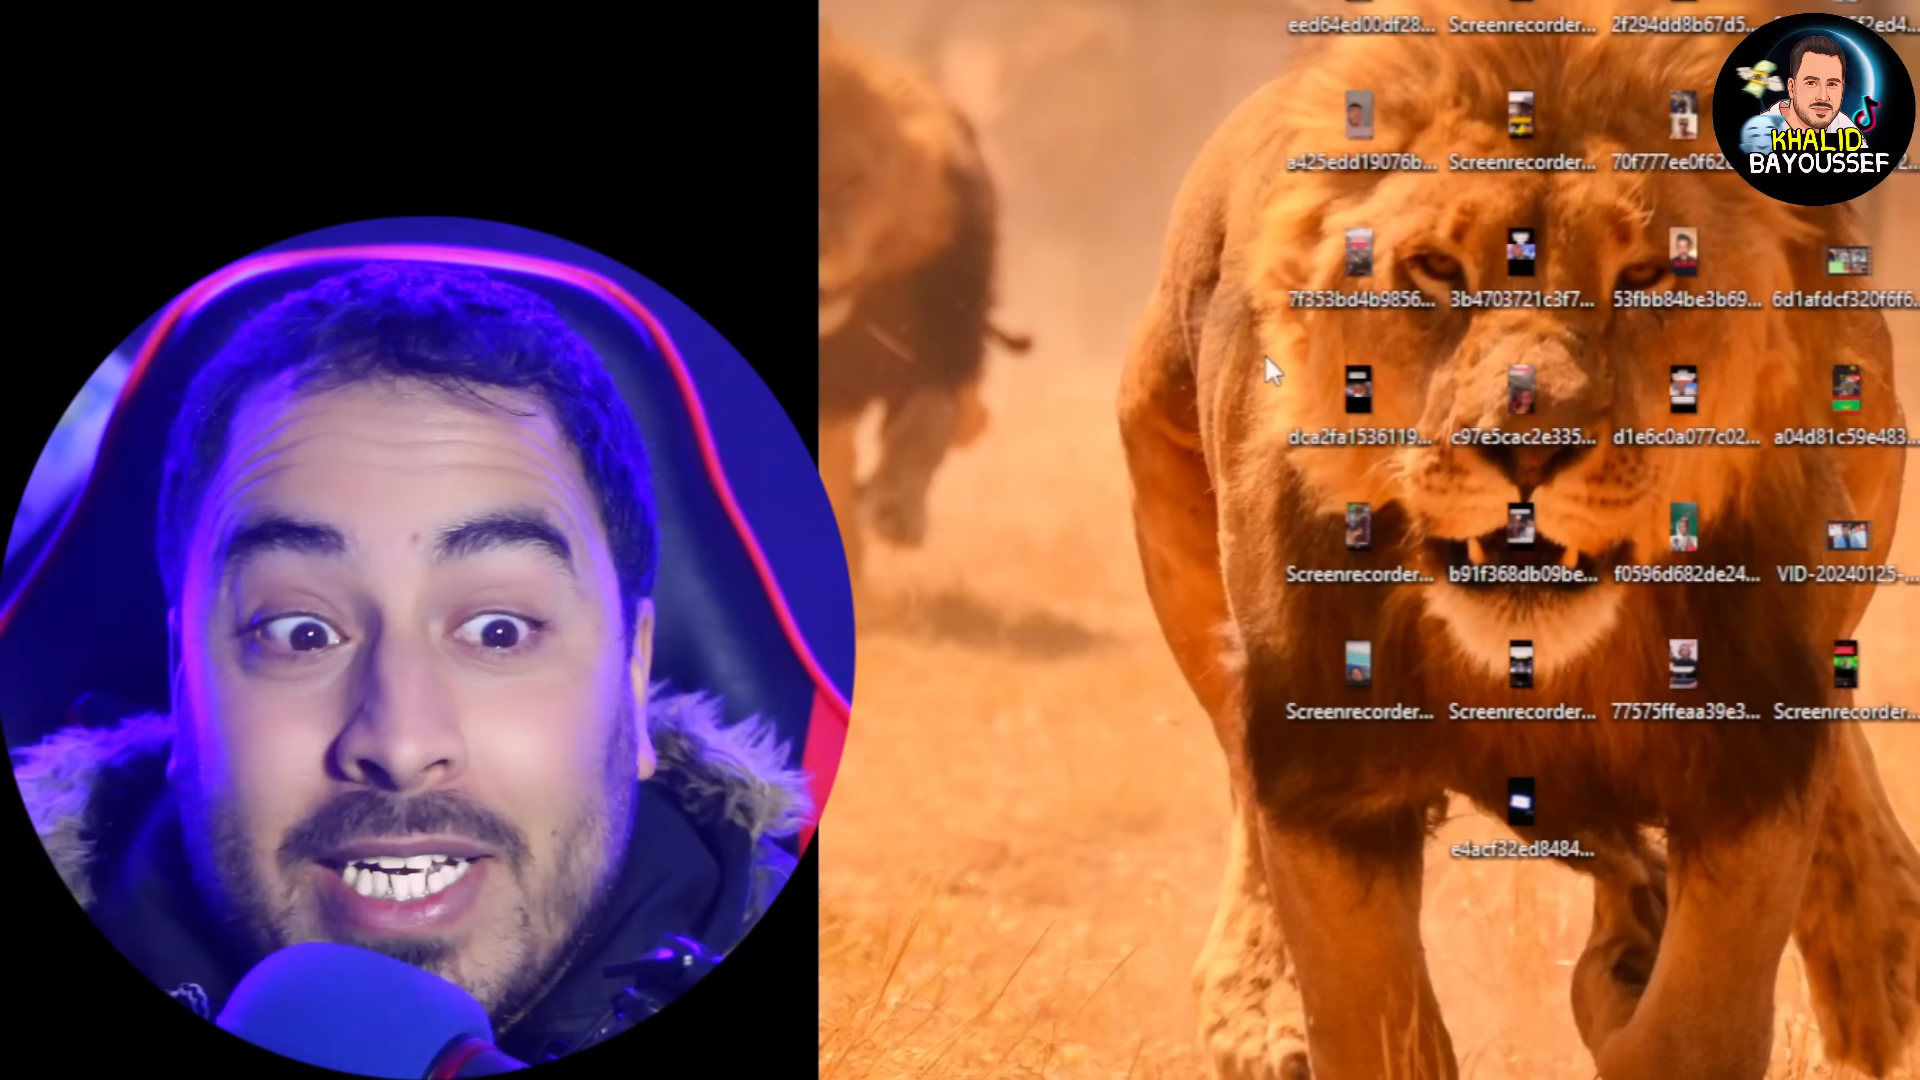 eed64ed00df28...
Screenrecorder...
2f294dd8b67d5...
a425edd19076b...
Screenrecorder...
KHALID
BAYOUSSEF
7f353bd4b9856...
3b4703721c3f7...
53fbb84be3b69...
6d1afdcf320f6f6...
dca2fa1536119...
c97e5cac2e335...
d1e6c0a077c02...
a04d81c59e483...
Screenrecorder...
b91f368db09be...
f0596d682de24...
VID-20240125-...
Screenrecorder...
Screenrecorder...
77575ffeaa39e3...
Screenrecorder...
e4acf32ed8484...